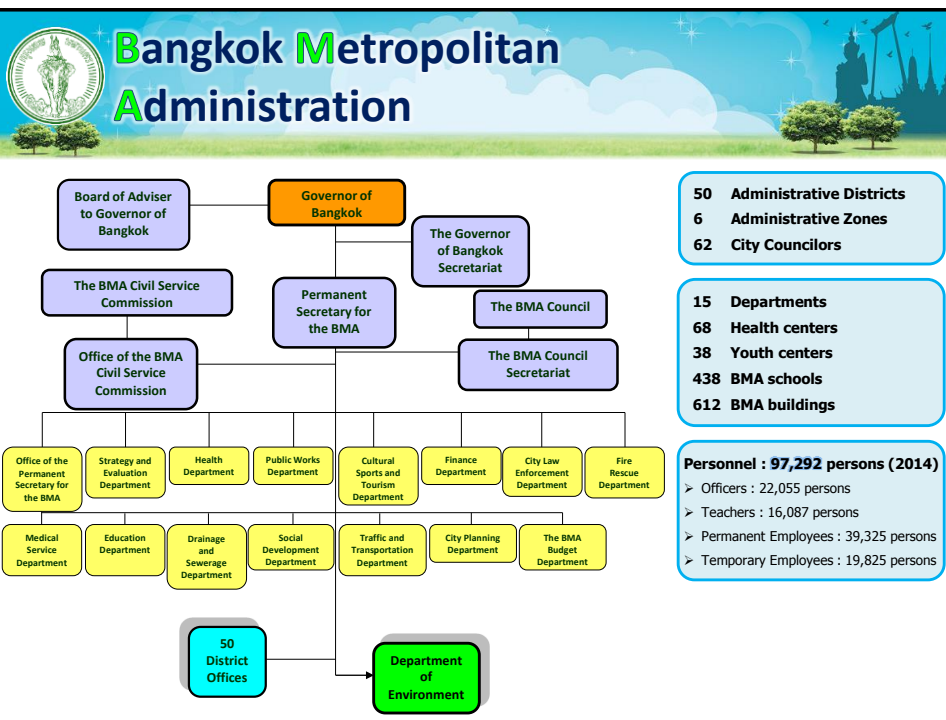 Bangkok Metropolitan
Administration
Board of Adviser
to Governor of
Bangkok
Governor of
Bangkok
The Governor
of Bangkok
Secretariat
The BMA Civil Service
Commission
Permanent
Secretary for
the BMA
The BMA Council
Office of the BMA
Civil Service
Commission
The BMA Council
Secretariat
Office of the
Permanent
Secretary for
the BMA
Strategy and
Evaluation
Department
Health
Department
Public Works
Department
Cultural
Sports and
Tourism
Department
Finance
Department
City Law
Enforcement
Department
Fire
Rescue
Department
Medical
Service
Department
Education
Department
Drainage
and
Sewerage
Department
Social
Development
Department
Traffic and
Transportation
Department
City Planning
Department
The BMA
Budget
Department
50
District
Offices
Department
of
Environment
50 Administrative Districts
6 Administrative Zones
62 City Councilors
15 Departments
68 Health centers
38 Youth centers
438 BMA schools
612 BMA buildings
Personnel : 97,292 persons (2014)
➢ Officers : 22,055 persons
➢ Teachers : 16,087 persons
➢ Permanent Employees : 39,325 persons
➢ Temporary Employees : 19,825 persons